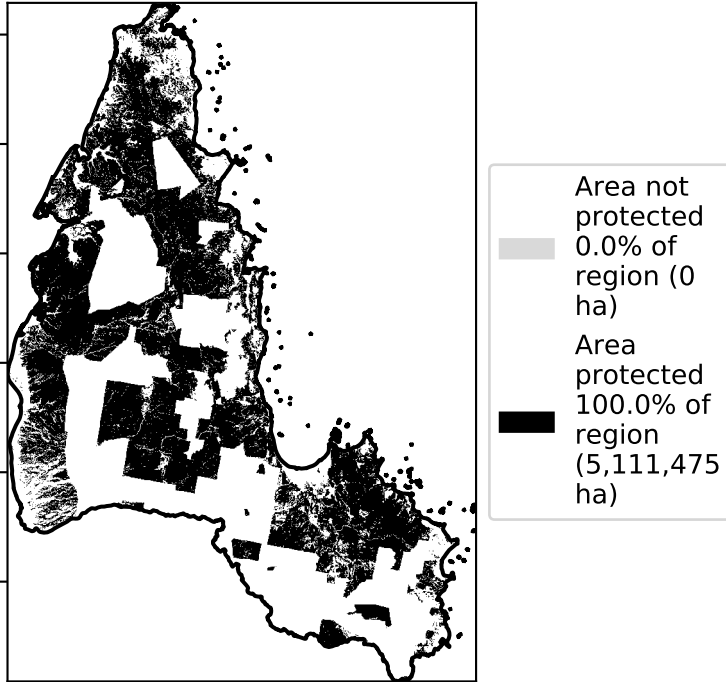 Area not
protected
0.0% of
region (0
ha)
Area
protected
100.0% of
region
(5,111,475
ha)